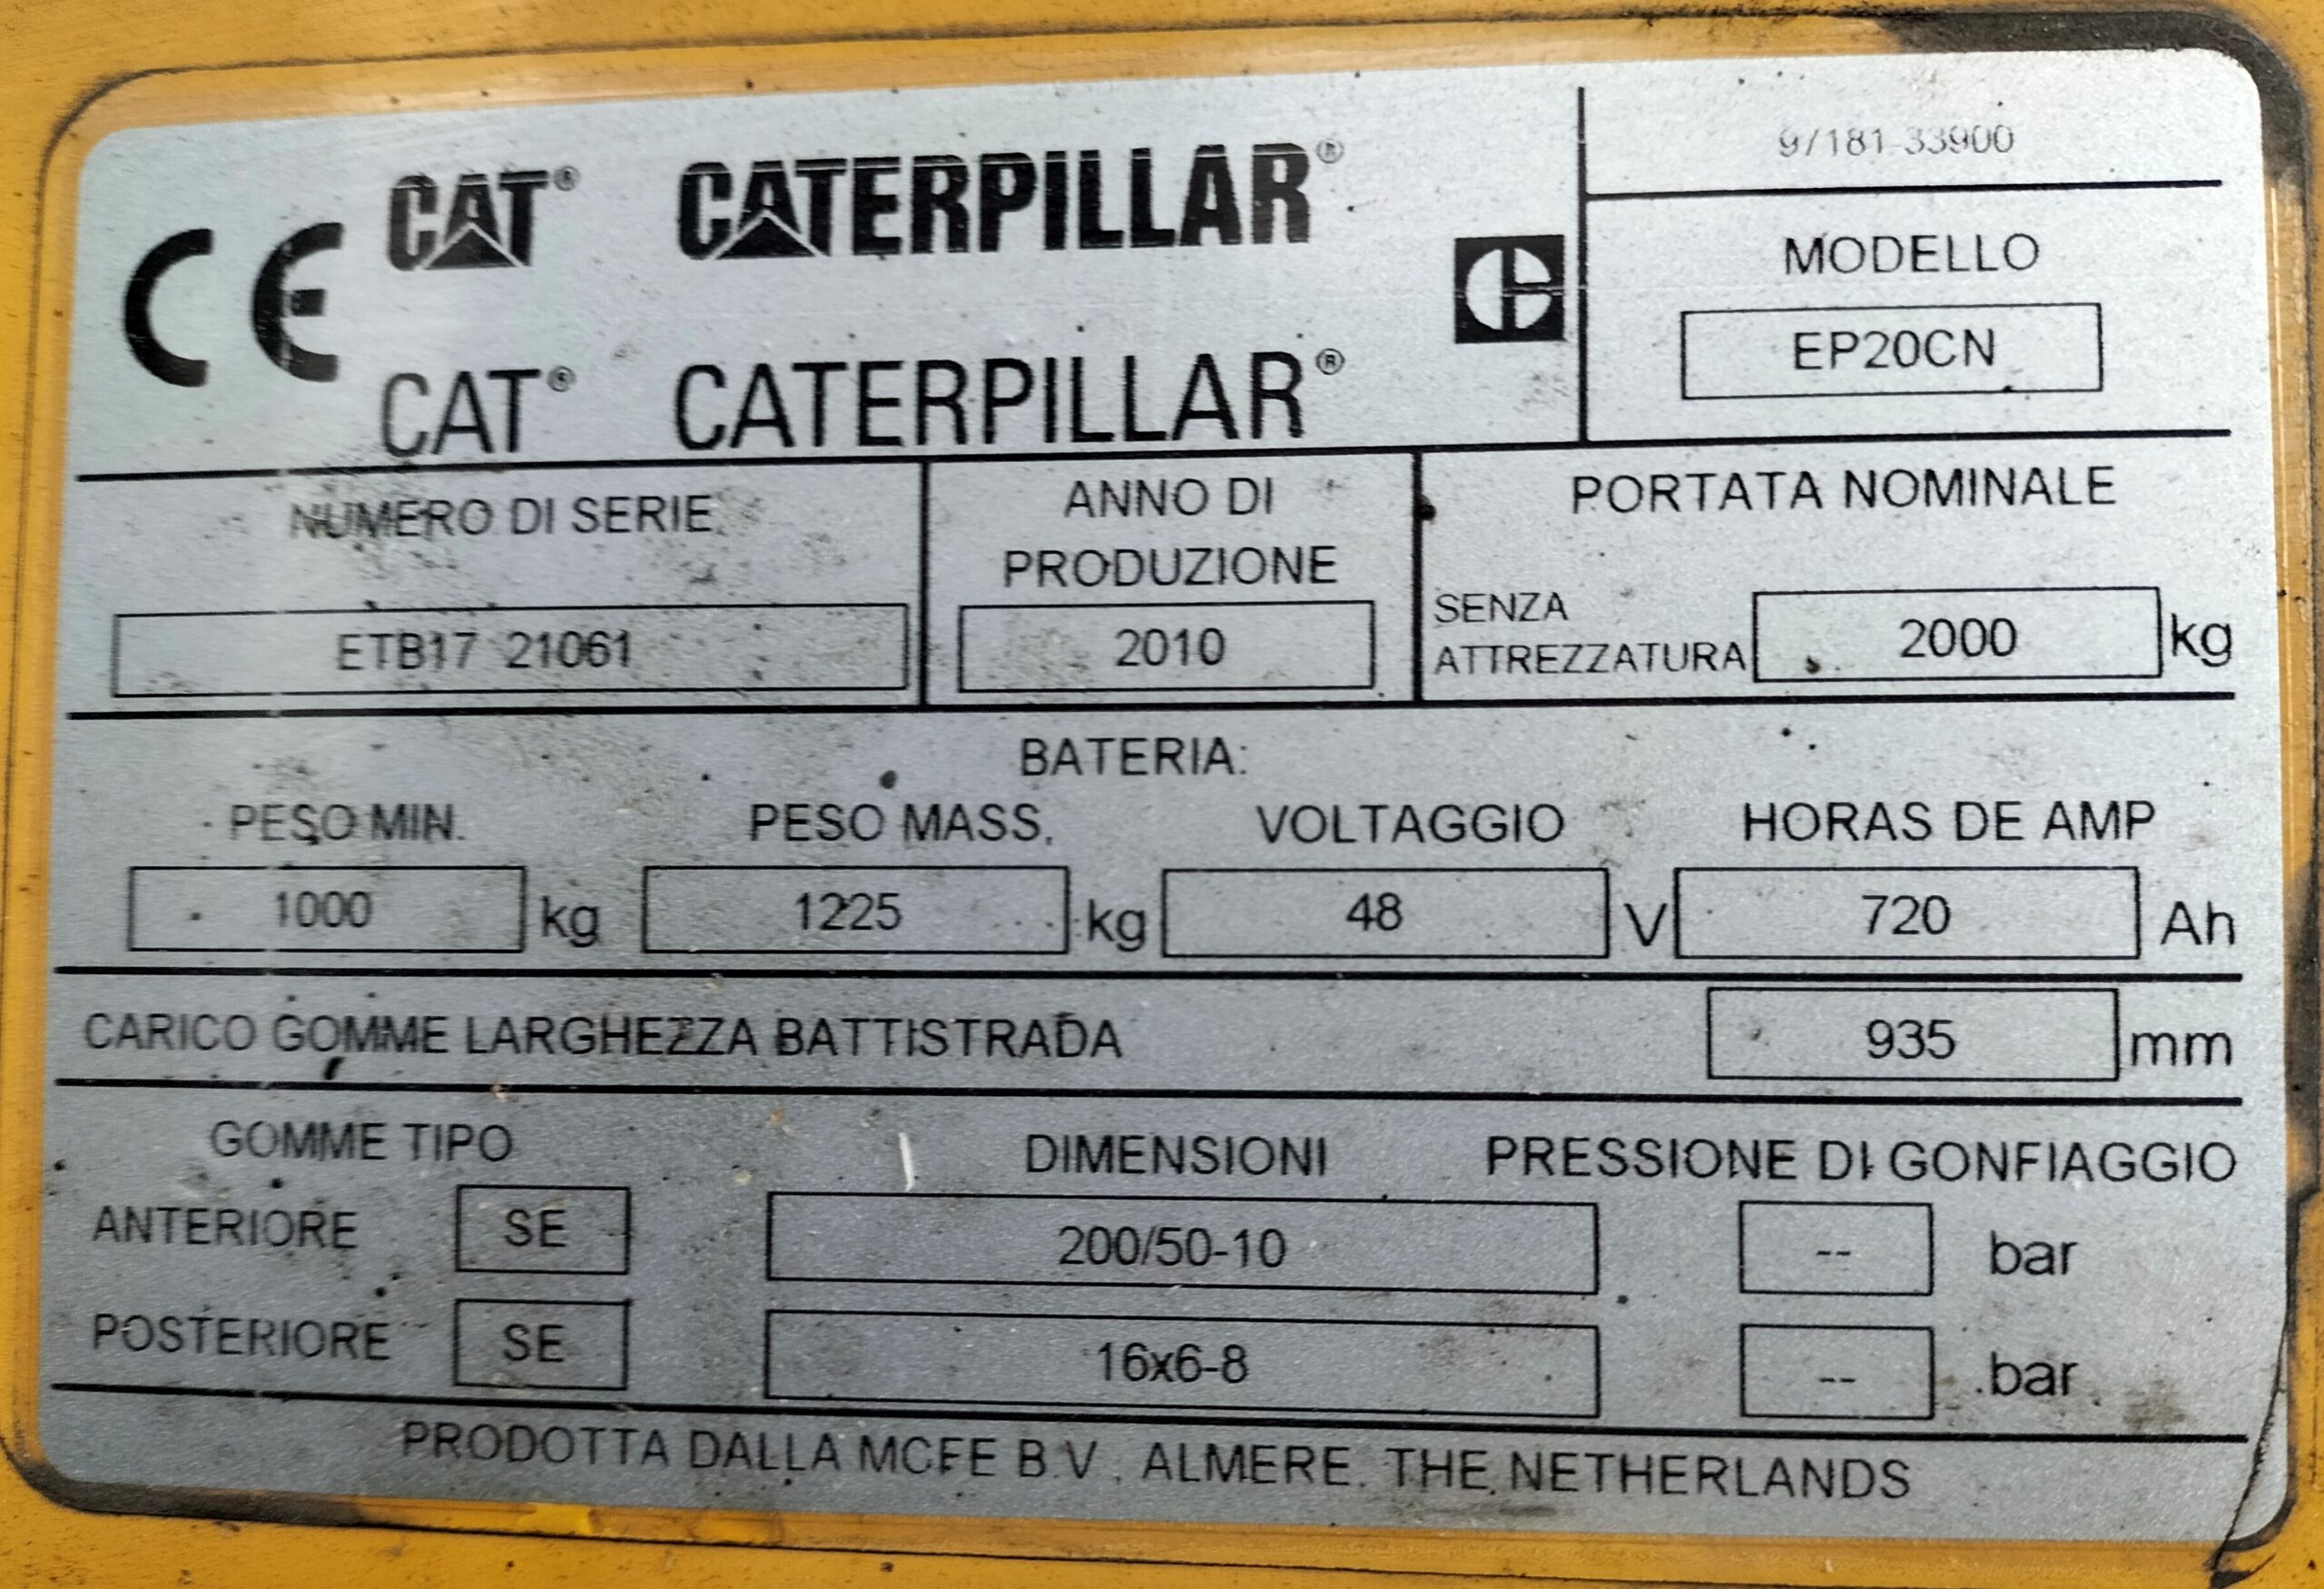 CE CAT® CATERPILLAR®
CAT® CATERPILLAR®
97181-33900
MODELLO
EP20CN
NUMERO DI SERIE
ETB17 21061
ANNO DI
PRODUZIONE
2010
PORTATA NOMINALE
SENZA
ATTREZZATURA 2000 kg
BATERIA:
PESO MIN. PESO MASS. VOLTAGGIO HORAS DE AMP
1000 kg 1225 kg 48 V 720 Ah
CARICO GOMME LARGHEZZA BATTISTRADA 935 mm
GOMME TIPO DIMENSIONI PRESSIONE DI GONFIAGGIO
ANTERIORE SE 200/50-10 -- bar
POSTERIORE SE 16x6-8 -- bar
PRODOTTA DALLA MCFE B.V. ALMERE. THE NETHERLANDS